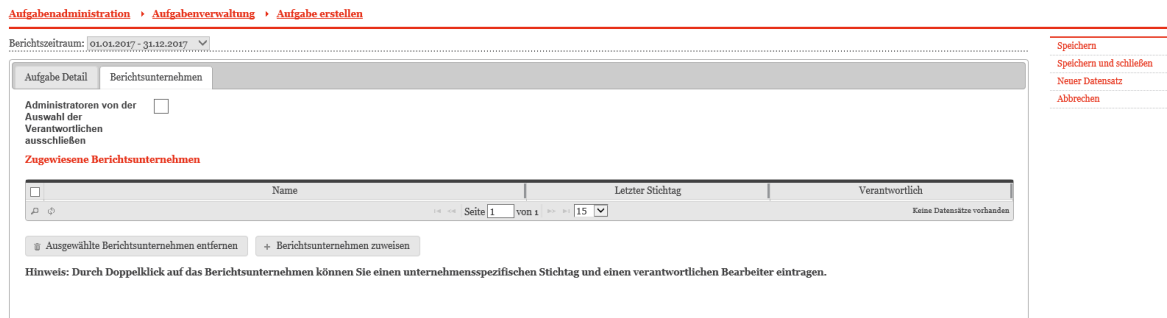 Aufgabenadministration ▸ Aufgabenverwaltung ▸ Aufgabe erstellen
Berichtszeitraum: 01.01.2017 - 31.12.2017
Speichern
Speichern und schließen
Neuer Datensatz
Abbrechen
Aufgabe Detail Berichtsunternehmen
Administratoren von der
Auswahl der
Verantwortlichen
ausschließen
Zugewiesene Berichtsunternehmen
Name Letzter Stichtag Verantwortlich
Seite 1 von 1 15 Keine Datensätze vorhanden
Ausgewählte Berichtsunternehmen entfernen + Berichtsunternehmen zuweisen
Hinweis: Durch Doppelklick auf das Berichtsunternehmen können Sie einen unternehmensspezifischen Stichtag und einen verantwortlichen Bearbeiter eintragen.